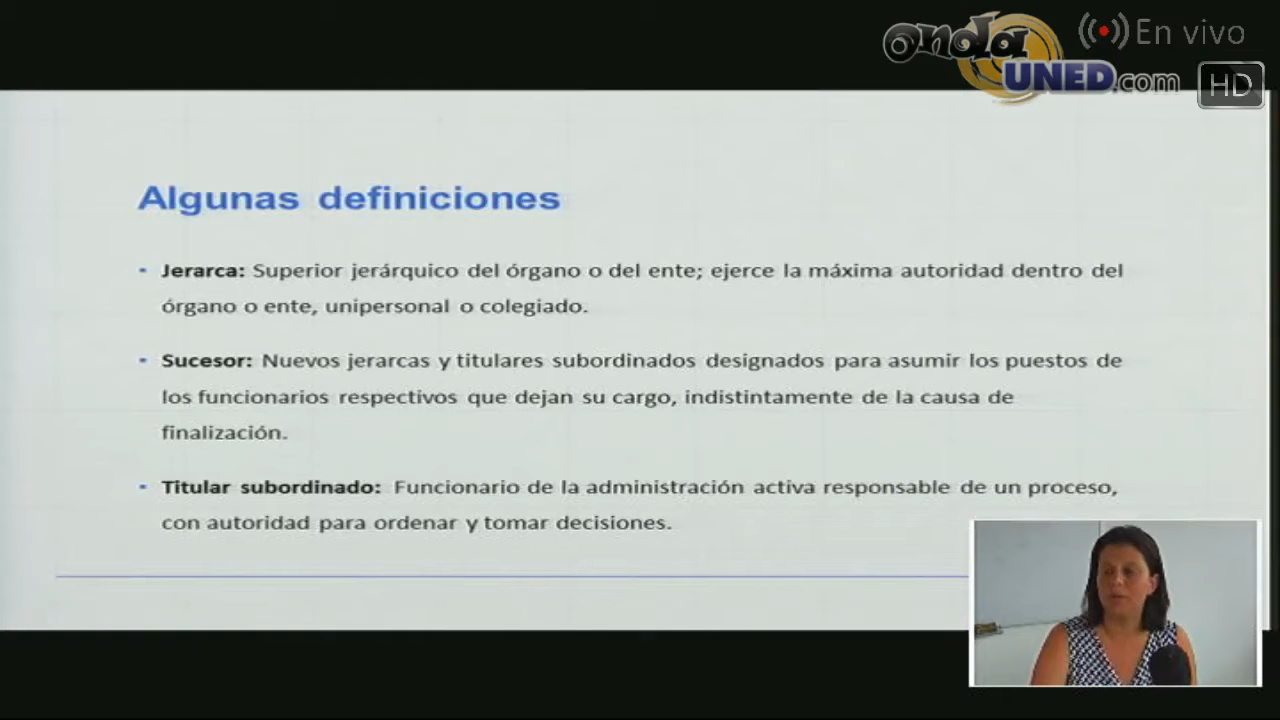 onda
UNED.com
En vivo
HD
Algunas definiciones
• Jerarca: Superior jerárquico del órgano o del ente; ejerce la máxima autoridad dentro del
órgano o ente, unipersonal o colegiado.
• Sucesor: Nuevos jerarcas y titulares subordinados designados para asumir los puestos de
los funcionarios respectivos que dejan su cargo, indistintamente de la causa de
finalización.
• Titular subordinado: Funcionario de la administración activa responsable de un proceso,
con autoridad para ordenar y tomar decisiones.